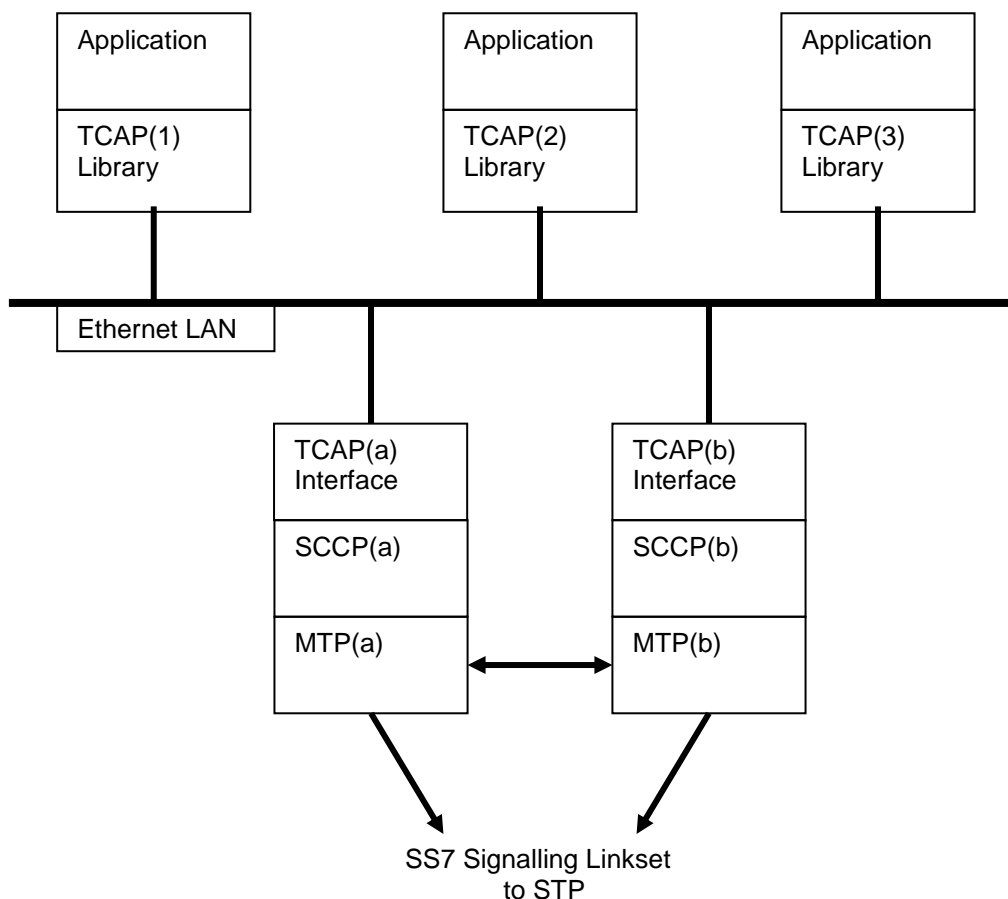 Application
TCAP(1)
Library
Application
TCAP(2)
Library
Application
TCAP(3)
Library
Ethernet LAN
TCAP(a)
Interface
SCCP(a)
MTP(a)
TCAP(b)
Interface
SCCP(b)
MTP(b)
SS7 Signalling Linkset
to STP